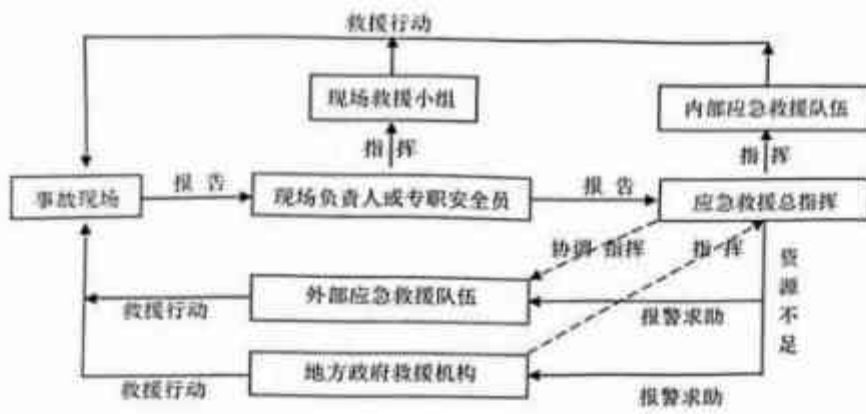 救援行动
现场救援小组
内部应急救援队伍
指挥
指挥
事故现场
报告
现场负责人或专职安全员
报告
应急救援总指挥
协调指挥
指挥
资源不足
外部应急救援队伍
救援行动
报警求助
地方政府救援机构
救援行动
报警求助